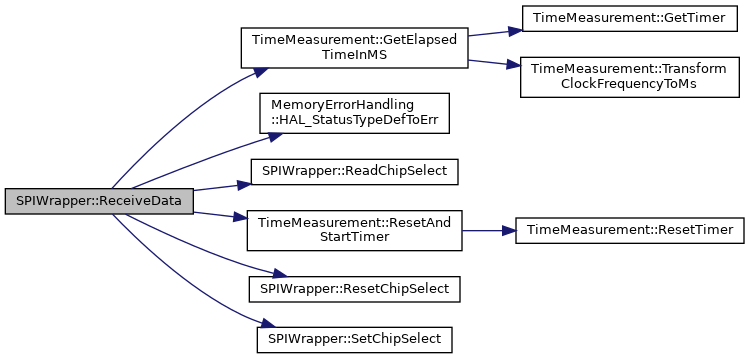 SPIWrapper::ReceiveData
TimeMeasurement::GetElapsed
TimeInMS
TimeMeasurement::GetTimer
TimeMeasurement::Transform
ClockFrequencyToMs
MemoryErrorHandling
::HAL_StatusTypeDefToErr
SPIWrapper::ReadChipSelect
TimeMeasurement::ResetAnd
StartTimer
TimeMeasurement::ResetTimer
SPIWrapper::ResetChipSelect
SPIWrapper::SetChipSelect